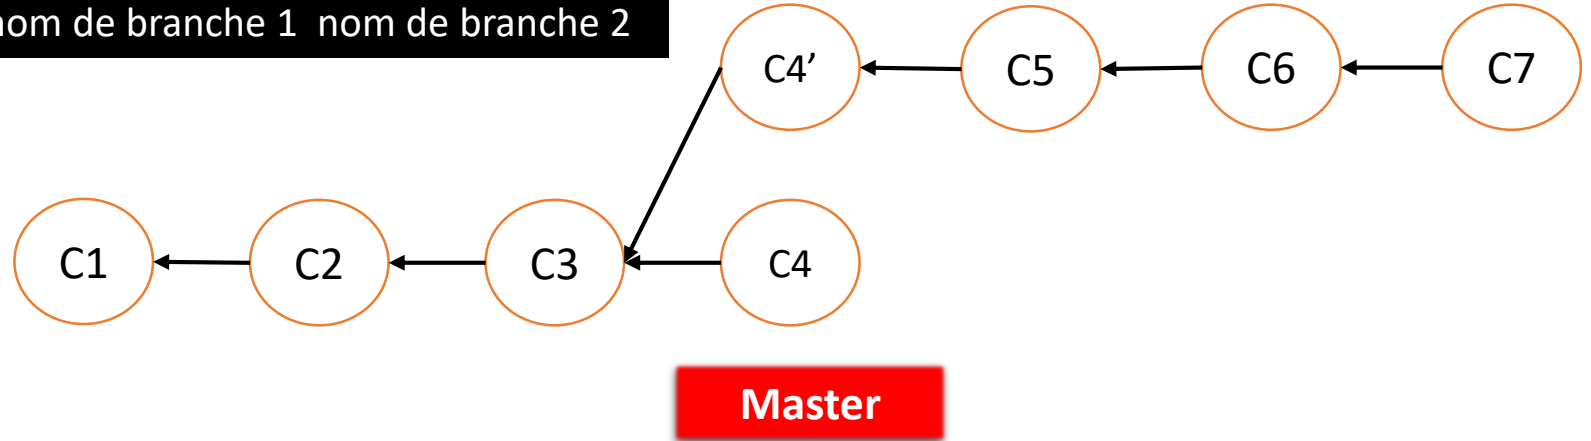 nom de branche 1 nom de branche 2
C4’ C5 C6 C7
C1 C2 C3 C4
Master